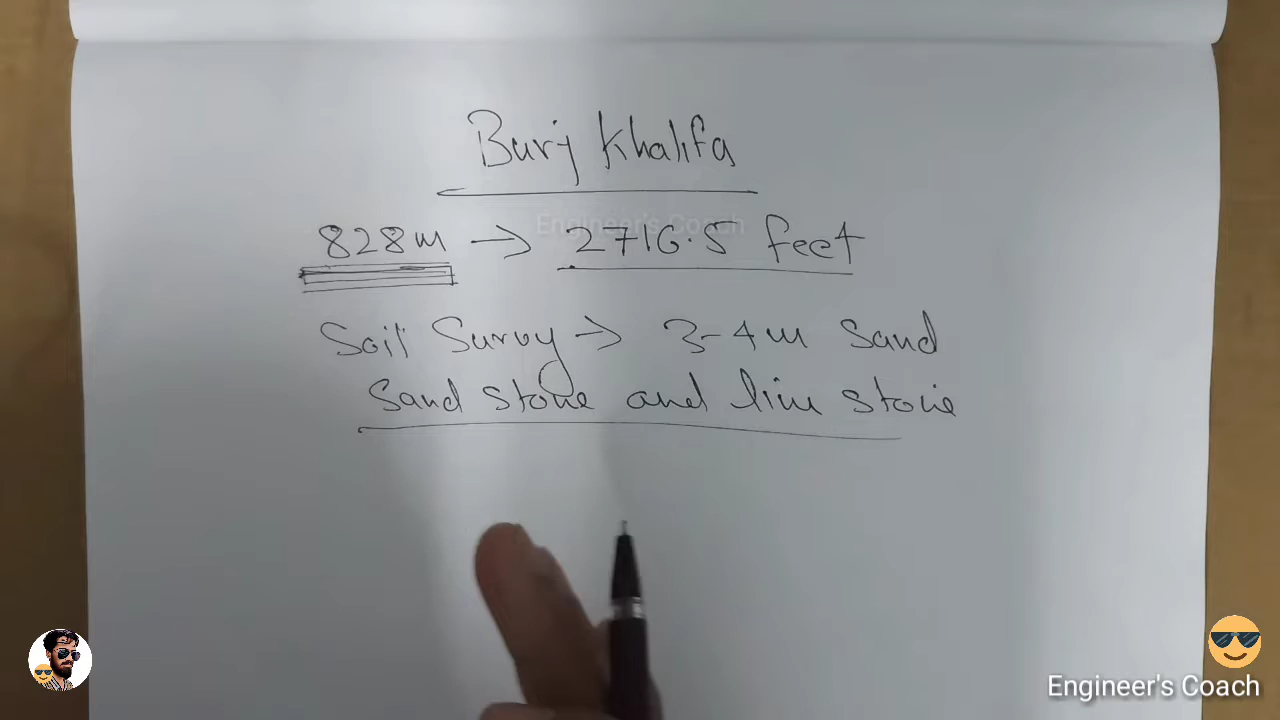 Burj Khalifa
Engineer's Coach
828m → 2716.5 feet
Soil Survy → 3-4m Sand
Sand stone and lim stone
Engineer's Coach